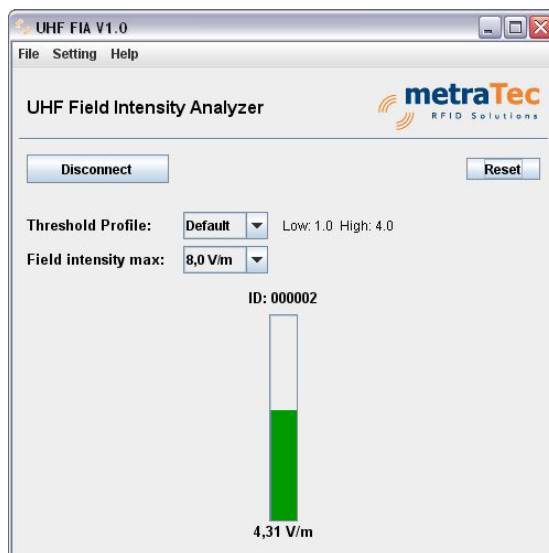 UHF FIA V1.0
File Setting Help
UHF Field Intensity Analyzer
metraTec
RFID Solutions
Disconnect
Reset
Threshold Profile: Default Low: 1.0 High: 4.0
Field intensity max: 8,0 V/m
ID: 000002
4,31 V/m